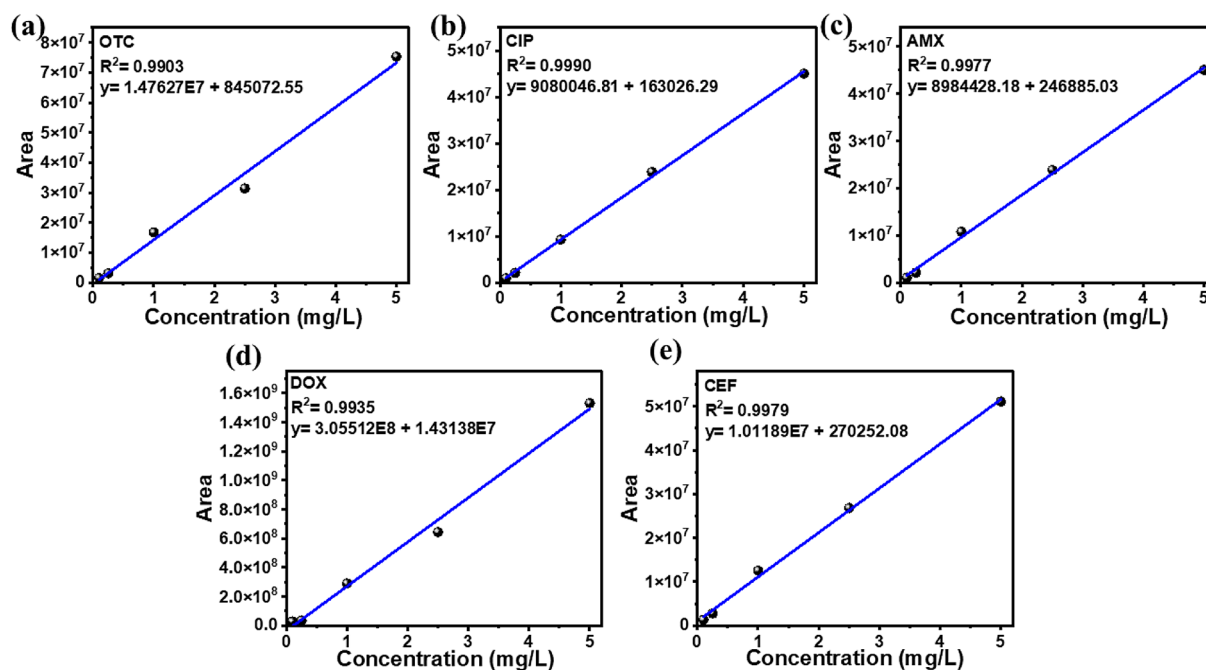 (a)
OTC
R²= 0.9903
y= 1.47627E7 + 845072.55
8×10⁷
7×10⁷
6×10⁷
5×10⁷
4×10⁷
3×10⁷
2×10⁷
1×10⁷
0
Area
0 1 2 3 4 5
Concentration (mg/L)
(b)
CIP
R²= 0.9990
y= 9080046.81 + 163026.29
5×10⁷
4×10⁷
3×10⁷
2×10⁷
1×10⁷
0
Area
0 1 2 3 4 5
Concentration (mg/L)
(c)
AMX
R²= 0.9977
y= 8984428.18 + 246885.03
5×10⁷
4×10⁷
3×10⁷
2×10⁷
1×10⁷
0
Area
0 1 2 3 4 5
Concentration (mg/L)
(d)
DOX
R²= 0.9935
y= 3.05512E8 + 1.43138E7
1.6×10⁹
1.4×10⁹
1.2×10⁹
1.0×10⁹
8.0×10⁸
6.0×10⁸
4.0×10⁸
2.0×10⁸
0.0
Area
0 1 2 3 4 5
Concentration (mg/L)
(e)
CEF
R²= 0.9979
y= 1.01189E7 + 270252.08
5×10⁷
4×10⁷
3×10⁷
2×10⁷
1×10⁷
0
Area
0 1 2 3 4 5
Concentration (mg/L)